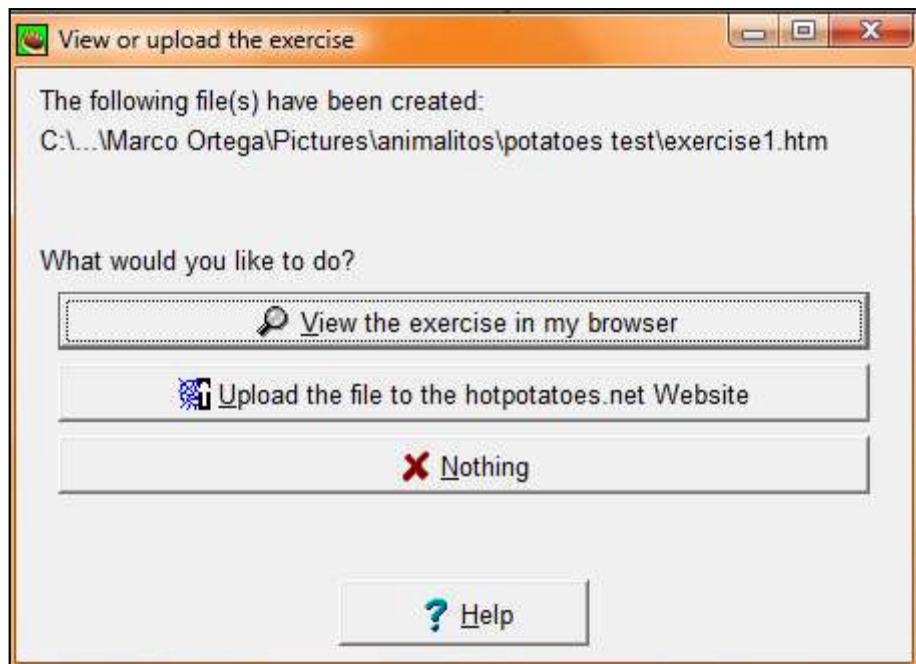 View or upload the exercise
The following file(s) have been created:
C:\...\Marco Ortega\Pictures\animalitos\potatoes test\exercise1.htm
What would you like to do?
View the exercise in my browser
Upload the file to the hotpotatoes.net Website
Nothing
? Help